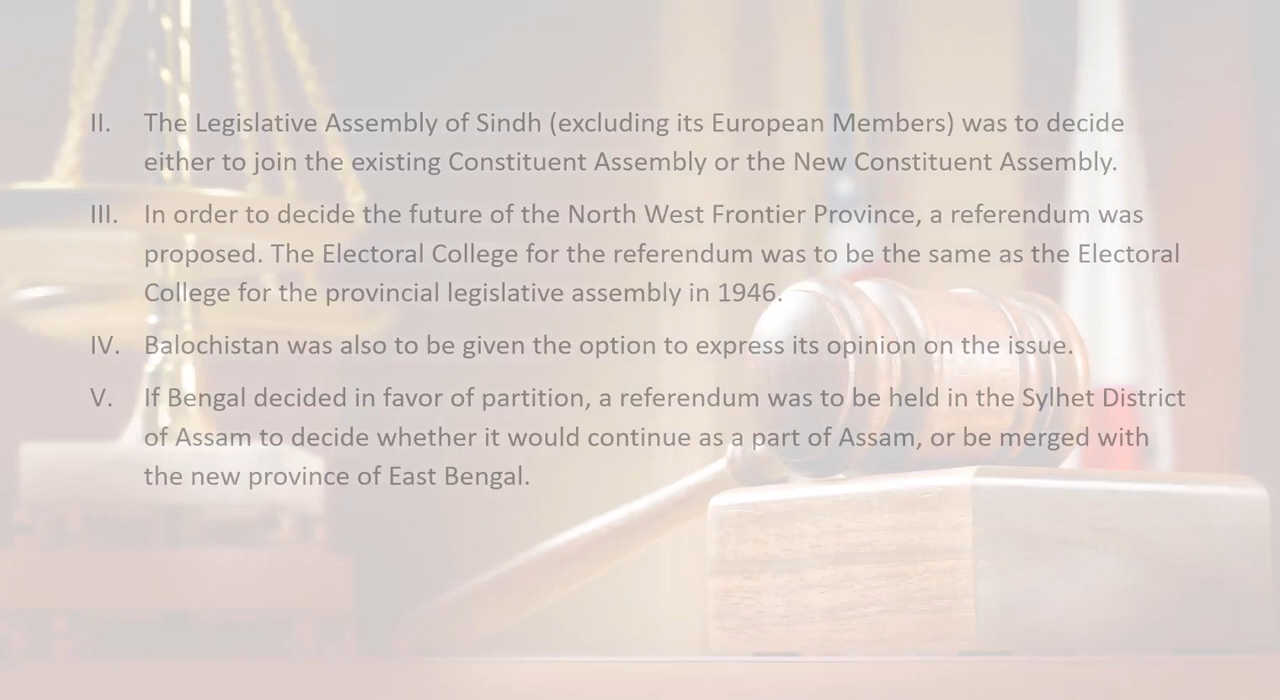 II. The Legislative Assembly of Sindh (excluding its European Members) was to decide
either to join the existing Constituent Assembly or the New Constituent Assembly.
III. In order to decide the future of the North West Frontier Province, a referendum was
proposed. The Electoral College for the referendum was to be the same as the Electoral
College for the provincial legislative assembly in 1946.
IV. Balochistan was also to be given the option to express its opinion on the issue.
V. If Bengal decided in favor of partition, a referendum was to be held in the Sylhet District
of Assam to decide whether it would continue as a part of Assam, or be merged with
the new province of East Bengal.